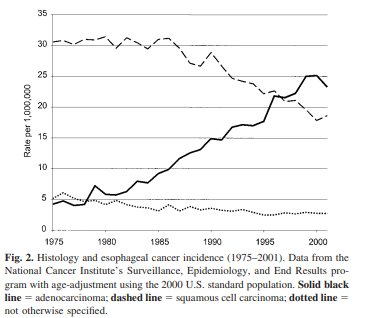 35
30
25
20
15
10
5
0
Rate per 1,000,000
1975 1980 1985 1990 1995 2000
Fig. 2. Histology and esophageal cancer incidence (1975–2001). Data from the
National Cancer Institute's Surveillance, Epidemiology, and End Results pro-
gram with age-adjustment using the 2000 U.S. standard population. Solid black
line = adenocarcinoma; dashed line = squamous cell carcinoma; dotted line =
not otherwise specified.